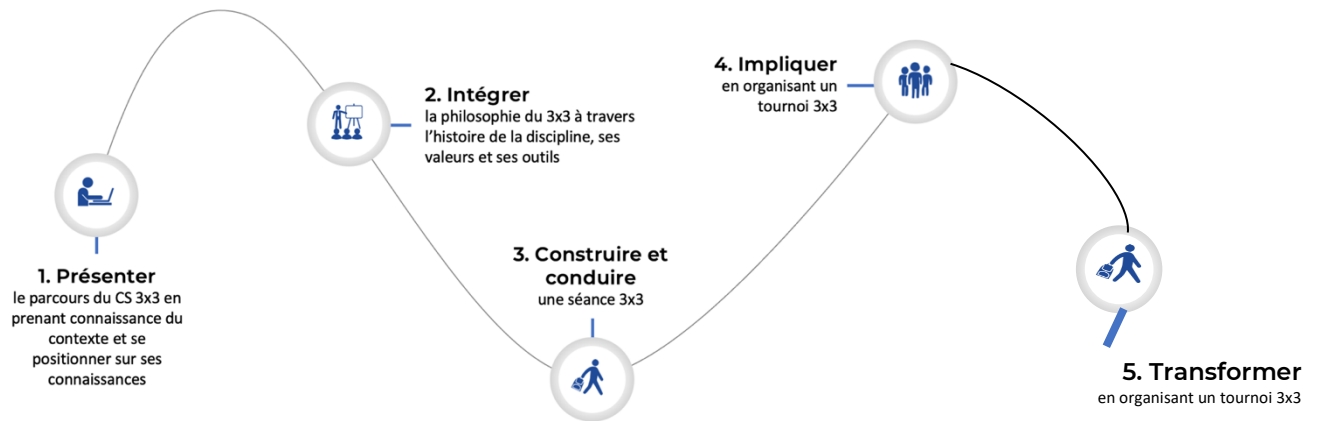 1. Présenter
le parcours du CS 3x3 en
prenant connaissance du
contexte et se
positionner sur ses
connaissances
2. Intégrer
la philosophie du 3x3 à travers
l'histoire de la discipline, ses
valeurs et ses outils
3. Construire et
conduire
une séance 3x3
4. Impliquer
en organisant un
tournoi 3x3
5. Transformer
en organisant un tournoi 3x3